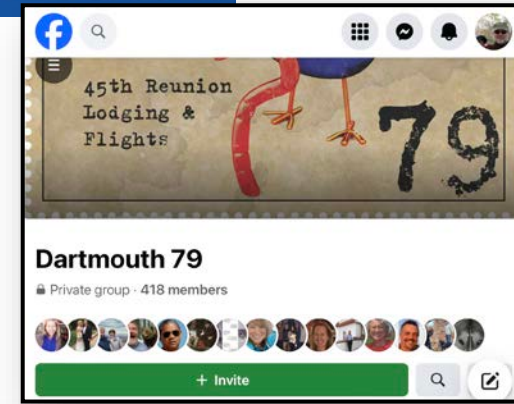 45th Reunion
Lodging &
Flights
79
Dartmouth 79
Private group · 418 members
+ Invite